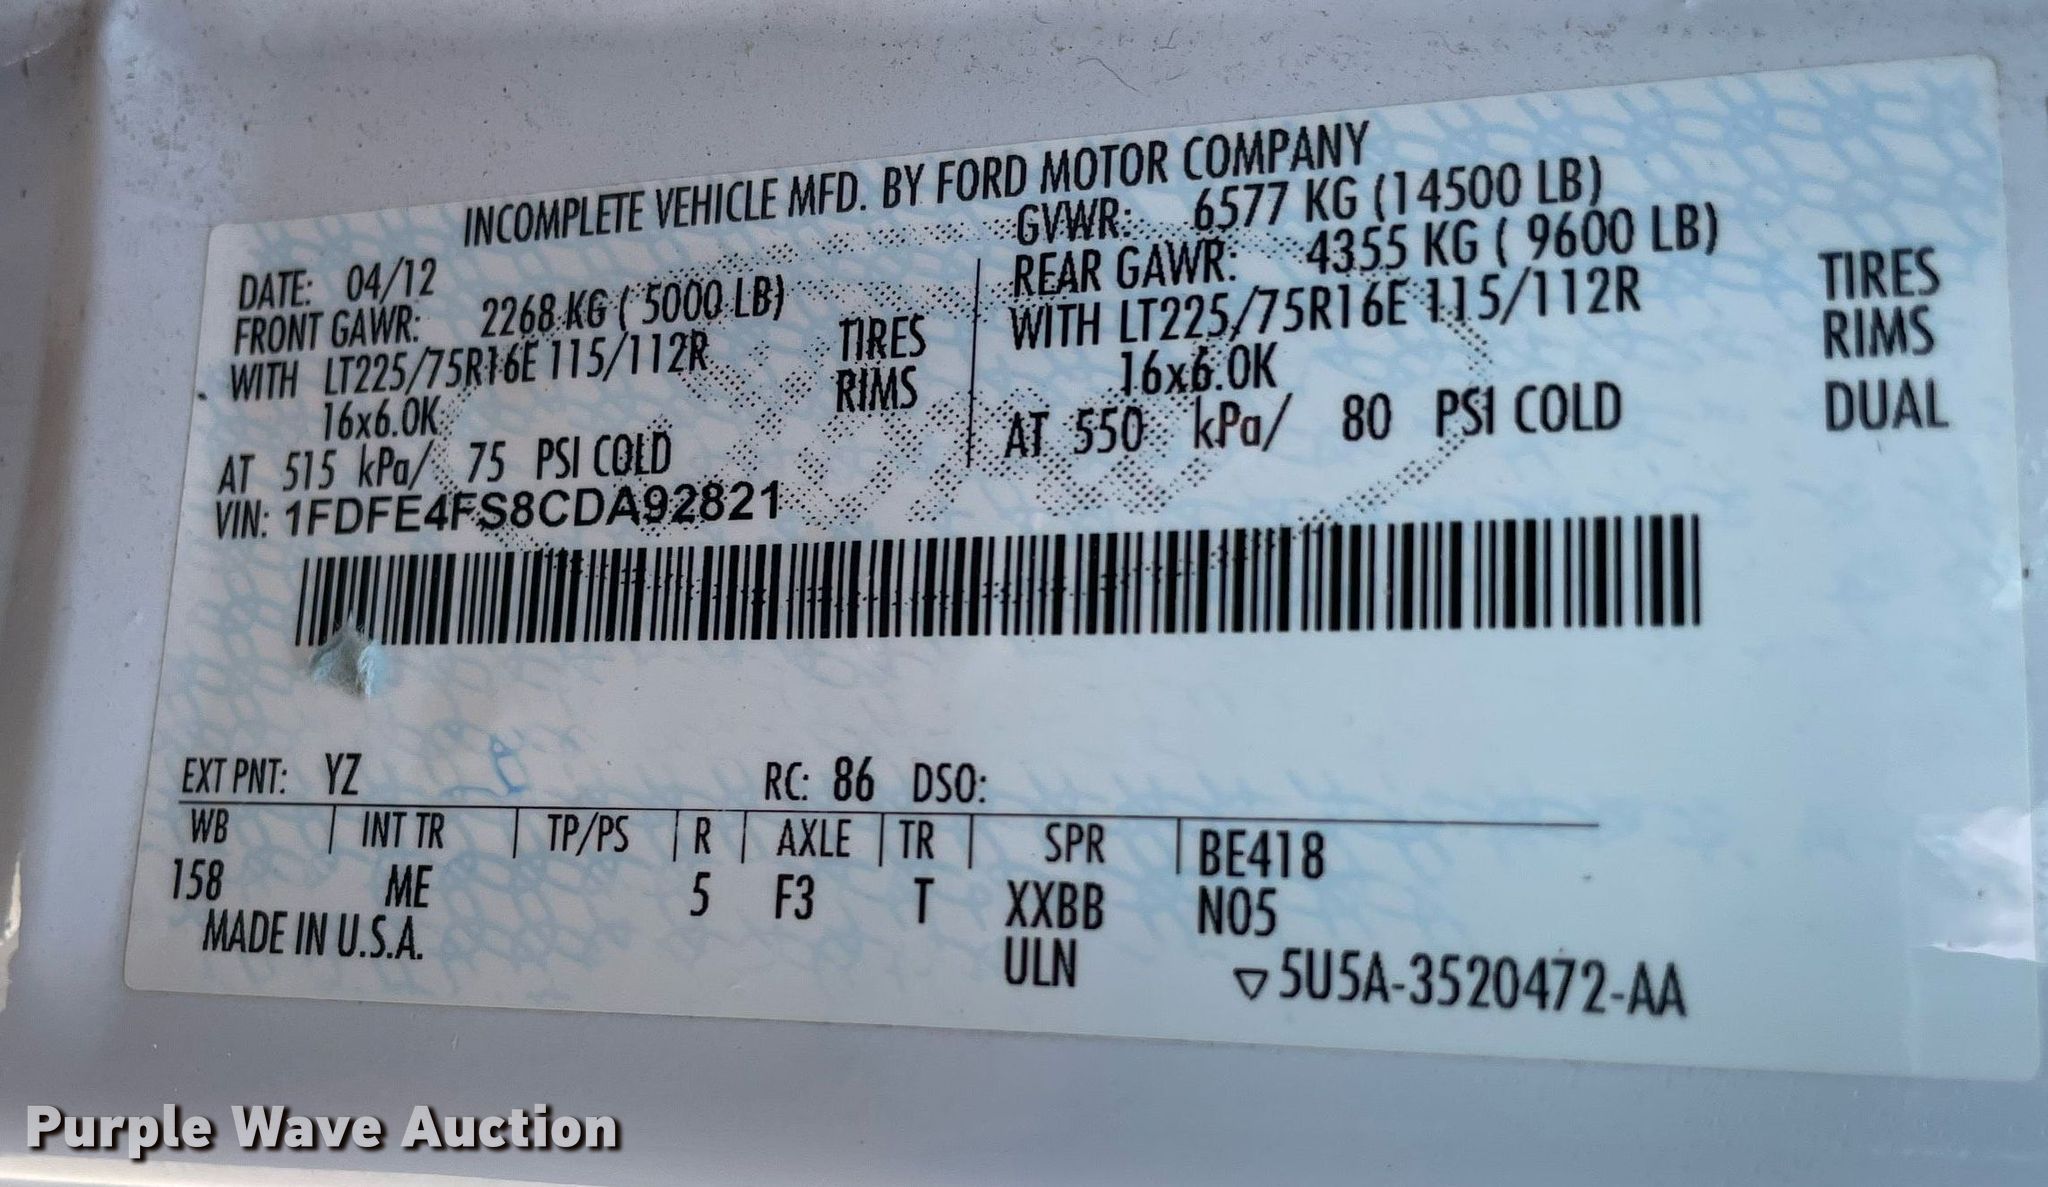 INCOMPLETE VEHICLE MFD. BY FORD MOTOR COMPANY
DATE: 04/12
GVWR: 6577 KG (14500 LB)
FRONT GAWR: 2268 KG ( 5000 LB)
WITH LT225/75R16E 115/112R TIRES
16x6.0K RIMS
AT 515 kPa/ 75 PSI COLD
REAR GAWR: 4355 KG ( 9600 LB)
WITH LT225/75R16E 115/112R TIRES
16x6.0K RIMS
AT 550 kPa/ 80 PSI COLD DUAL
VIN: 1FDFE4FS8CDA92821
EXT PNT: YZ RC: 86 DSO:
WB | INT TR | TP/PS | R | AXLE | TR | SPR | BE418
158 ME 5 F3 T XXBB N05
MADE IN U.S.A. ULN ▽5U5A-3520472-AA
Purple Wave Auction